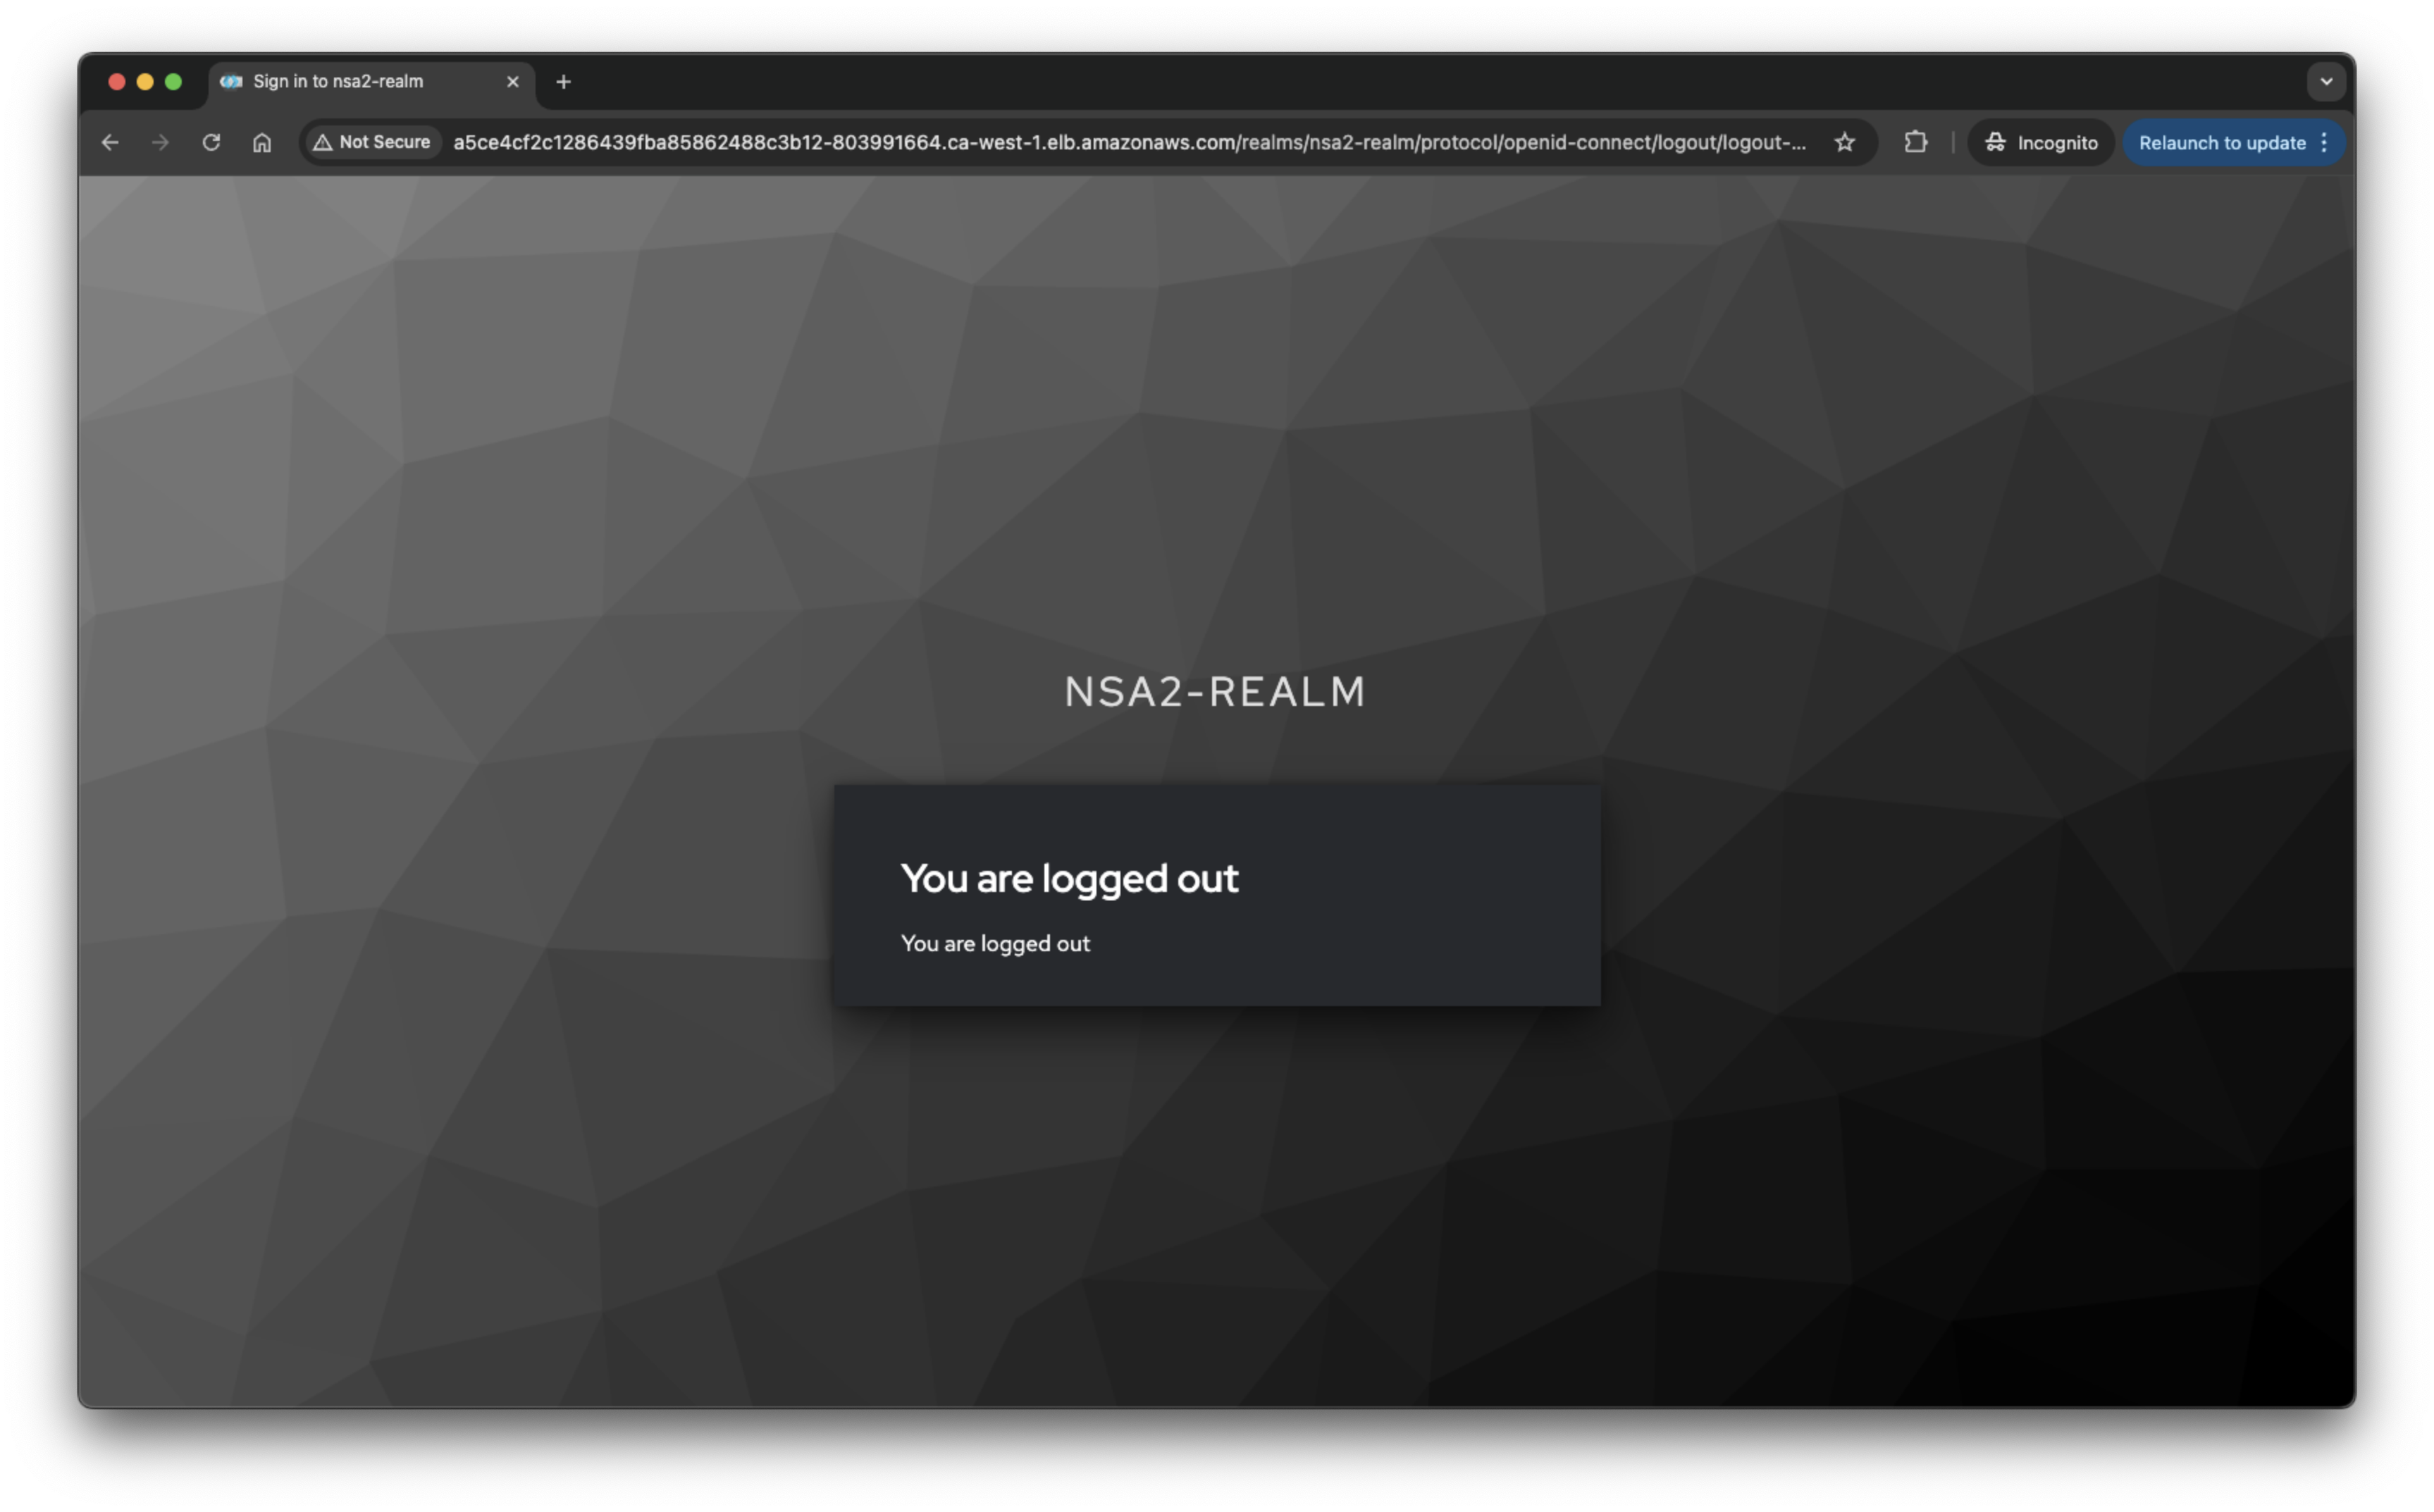 Sign in to nsa2-realm
Not Secure a5ce4cf2c1286439fba85862488c3b12-803991664.ca-west-1.elb.amazonaws.com/realms/nsa2-realm/protocol/openid-connect/logout/logout-... Incognito Relaunch to update
NSA2-REALM
You are logged out
You are logged out